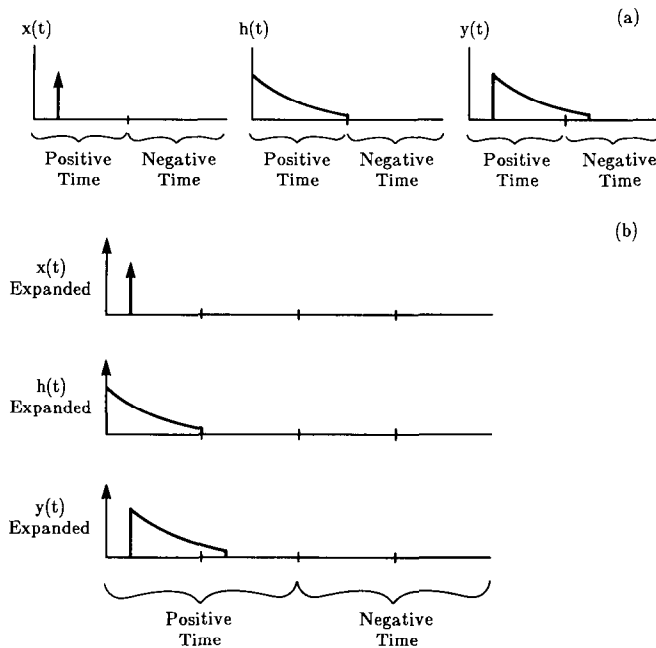 (a)
x(t)
h(t)
y(t)
Positive Time
Negative Time
Positive Time
Negative Time
Positive Time
Negative Time
(b)
x(t)
Expanded
h(t)
Expanded
y(t)
Expanded
Positive
Time
Negative
Time